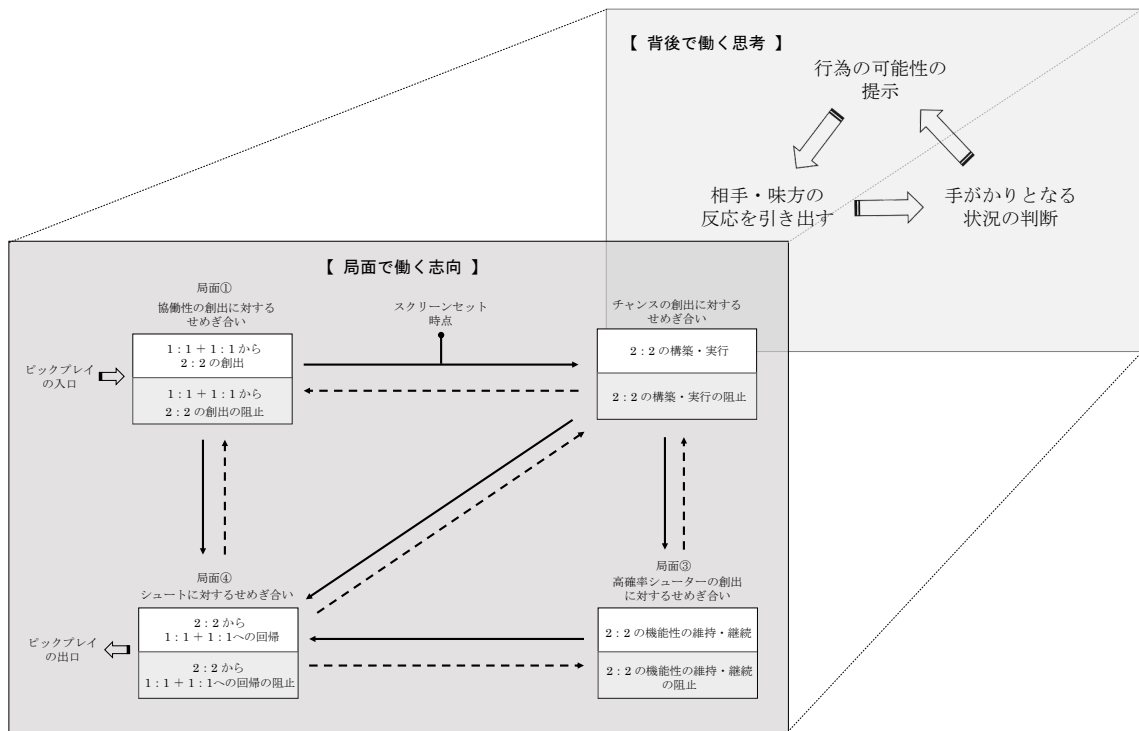 【 背後で働く思考 】
行為の可能性の
提示
相手・味方の
反応を引き出す
手がかりとなる
状況の判断
【 局面で働く志向 】
局面①
協働性の創出に対する
せめぎ合い
スクリーンセット
時点
チャンスの創出に対する
せめぎ合い
ピックプレイ
の入口
1：1＋1：1から
2：2の創出
1：1＋1：1から
2：2の創出の阻止
2：2の構築・実行
2：2の構築・実行の阻止
局面④
シュートに対するせめぎ合い
局面③
高確率シューターの創出
に対するせめぎ合い
ピックプレイ
の出口
2：2から
1：1＋1：1への回帰
2：2から
1：1＋1：1への回帰の阻止
2：2の機能性の維持・継続
2：2の機能性の維持・継続
の阻止